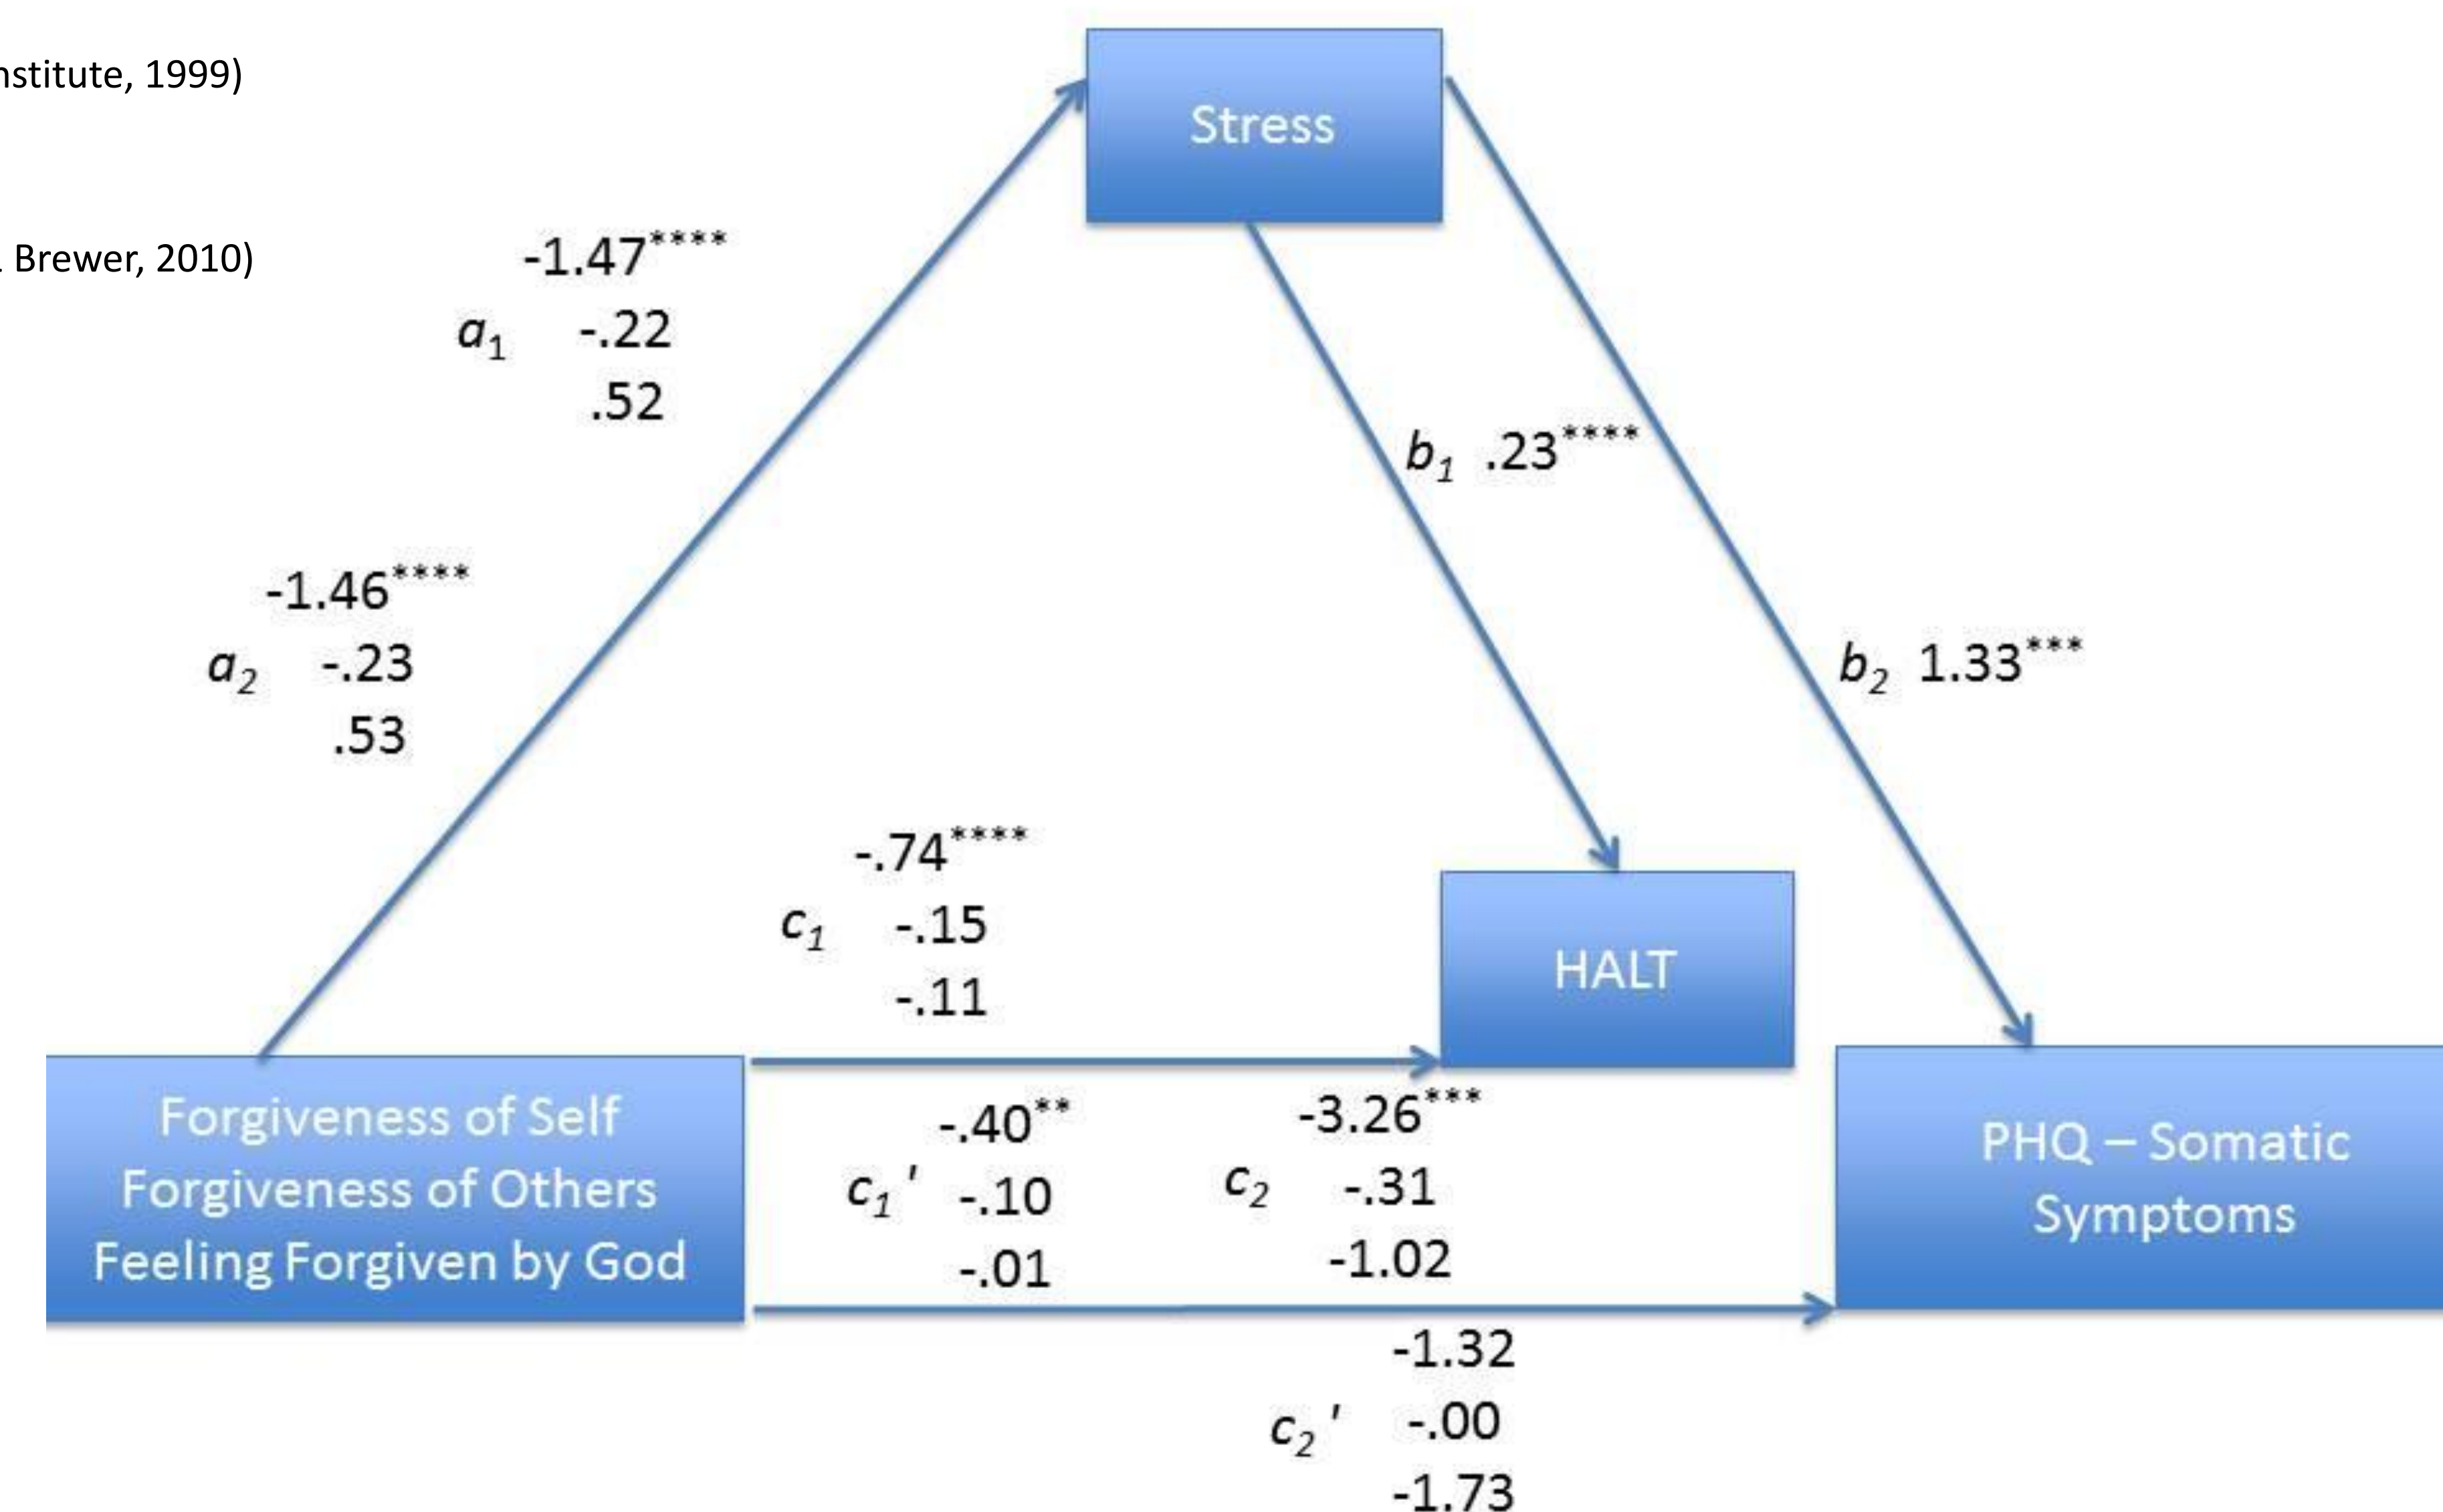 nstitute, 1999)
Brewer, 2010)
Stress
-1.47****
a1 -.22
.52
b1 .23****
-1.46****
a2 -.23
.53
b2 1.33***
-.74****
c1 -.15
-.11
HALT
Forgiveness of Self
Forgiveness of Others
Feeling Forgiven by God
-.40**
c1 ' -.10
-.01
-3.26***
c2 -.31
-1.02
PHQ – Somatic
Symptoms
-1.32
c2 ' -.00
-1.73